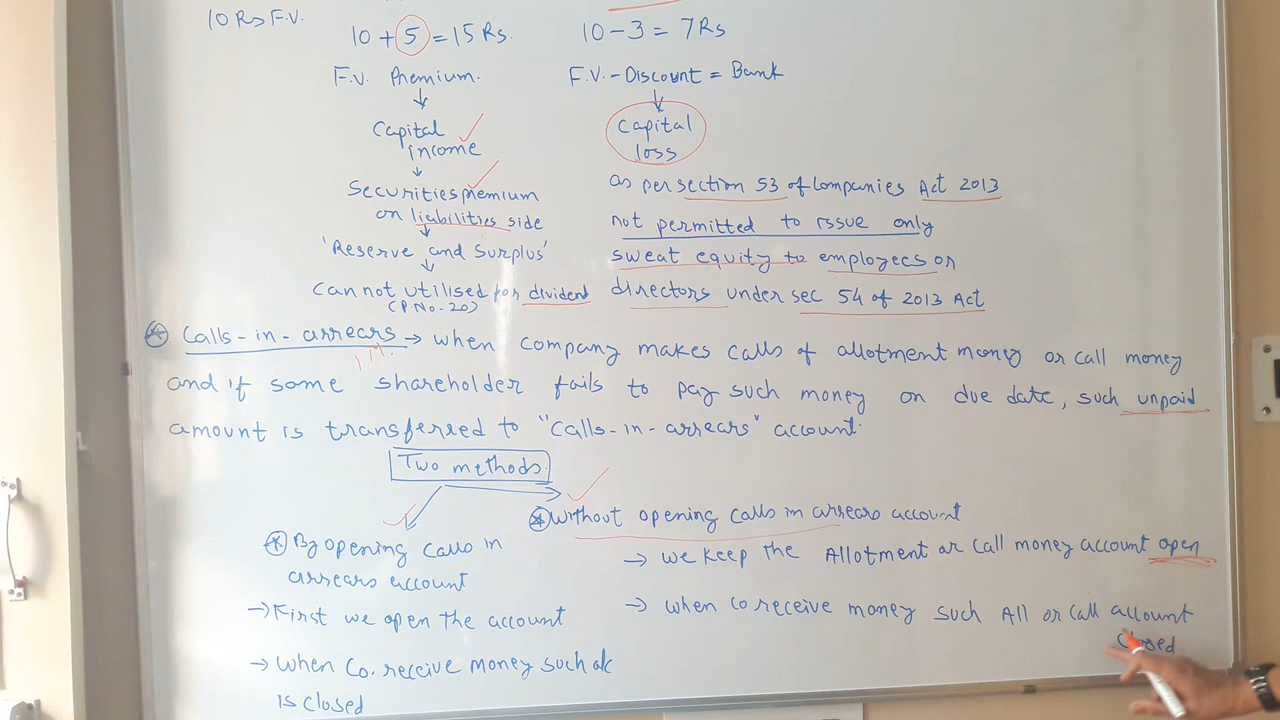 10 Rs F.V.
10 + 5 = 15 Rs.
F.V. Premium.
Capital
income
Securities premium
on liabilities side
'Reserve and Surplus'
Cannot utilised for dividend
(P.No-20)
10 - 3 = 7 Rs
F.V. - Discount = Bank
Capital
loss
as per section 53 of Companies Act 2013
not permitted to issue only
sweat equity to employees or
directors under sec 54 of 2013 Act
Calls-in-arrears → when company makes calls of allotment money or call money
and if some shareholder fails to pay such money on due date, such unpaid
amount is transferred to "Calls-in-arrears" account.
Two methods.
By opening calls in
arrears account
→ First we open the account
→ when Co. receive money such a/c
is closed
Without opening calls in arrears account
→ we keep the Allotment or call money account open
→ when co receive money such All or call account
closed.